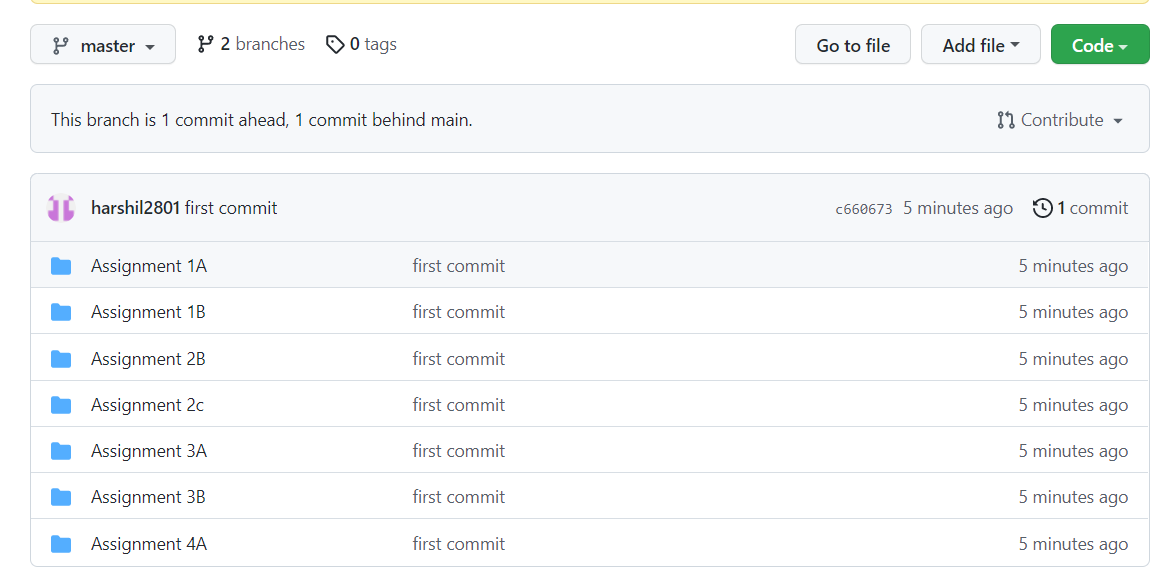 master 2 branches 0 tags Go to file Add file Code
This branch is 1 commit ahead, 1 commit behind main. Contribute
harshil2801 first commit c660673 5 minutes ago 1 commit
Assignment 1A first commit 5 minutes ago
Assignment 1B first commit 5 minutes ago
Assignment 2B first commit 5 minutes ago
Assignment 2c first commit 5 minutes ago
Assignment 3A first commit 5 minutes ago
Assignment 3B first commit 5 minutes ago
Assignment 4A first commit 5 minutes ago